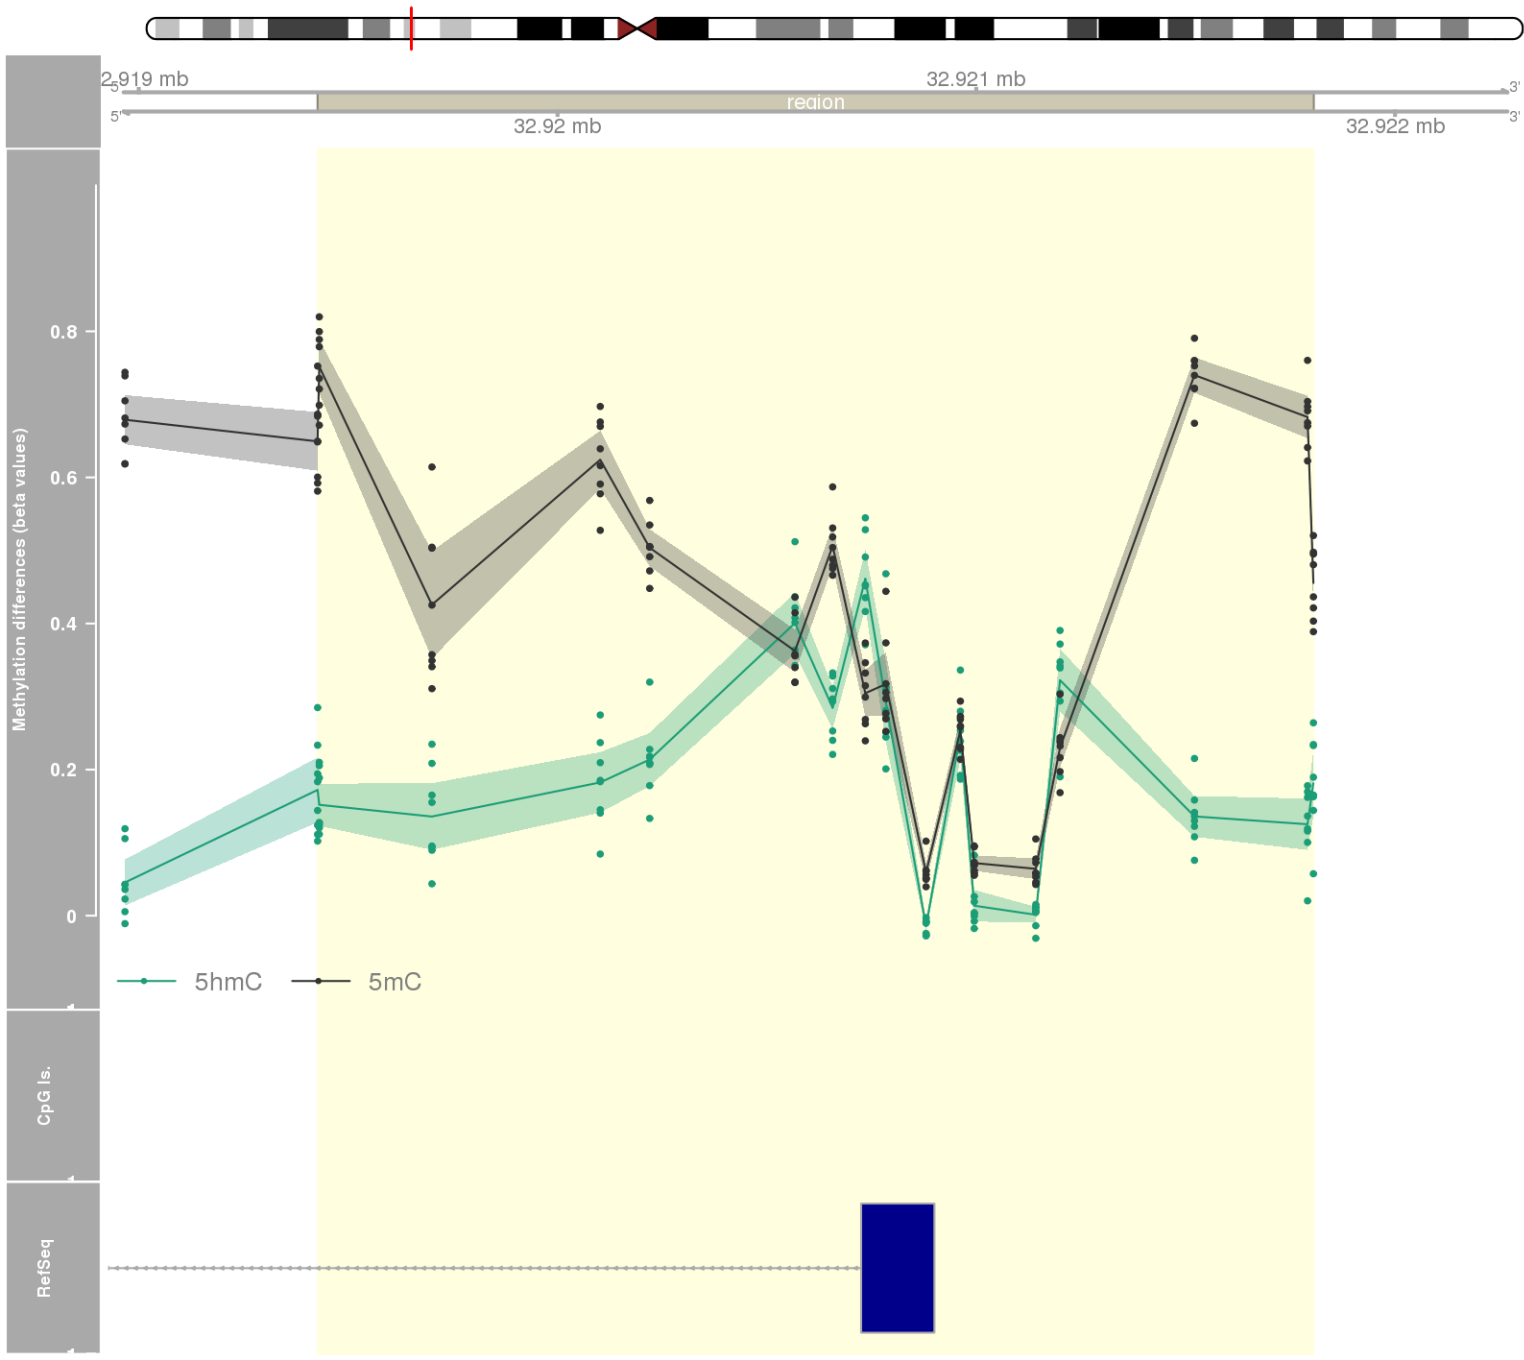 2.919 mb
32.921 mb
5'
3'
region
5'
3'
32.92 mb
32.922 mb
Methylation differences (beta values)
0.8
0.6
0.4
0.2
0
5hmC
5mC
CpG Is.
RefSeq